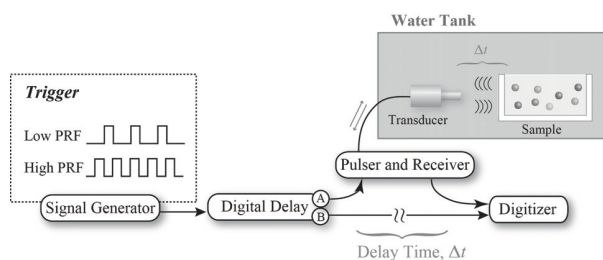 Water Tank
Δt
Transducer
Sample
Trigger
Low PRF
High PRF
Pulser and Receiver
Signal Generator
Digital Delay
A
B
Digitizer
Delay Time, Δt